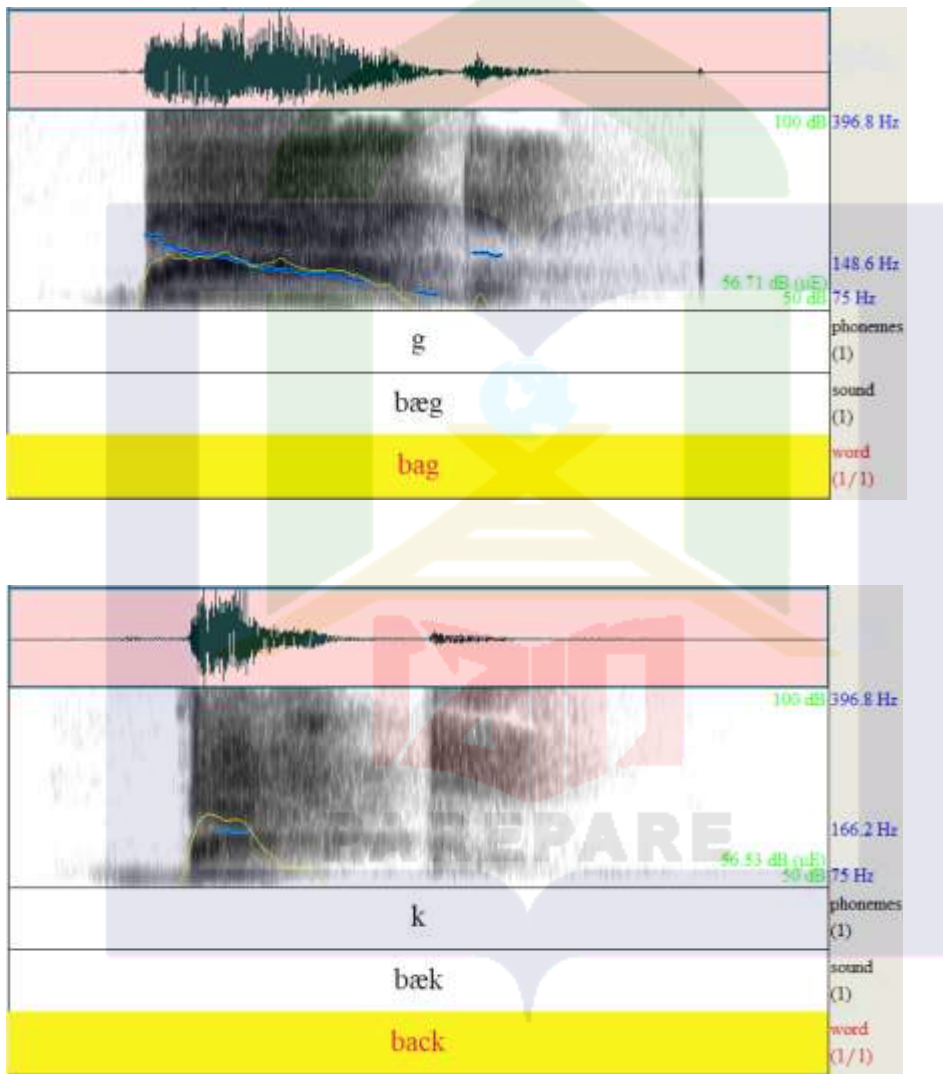 100 dB 396.8 Hz
148.6 Hz
56.71 dB (µE)
50 dB 75 Hz
g
phonemes
(1)
bæg
sound
(1)
bag
word
(1/1)
100 dB 396.8 Hz
166.2 Hz
56.53 dB (µE)
50 dB 75 Hz
k
phonemes
(1)
bæk
sound
(1)
back
word
(1/1)
PAREPARE